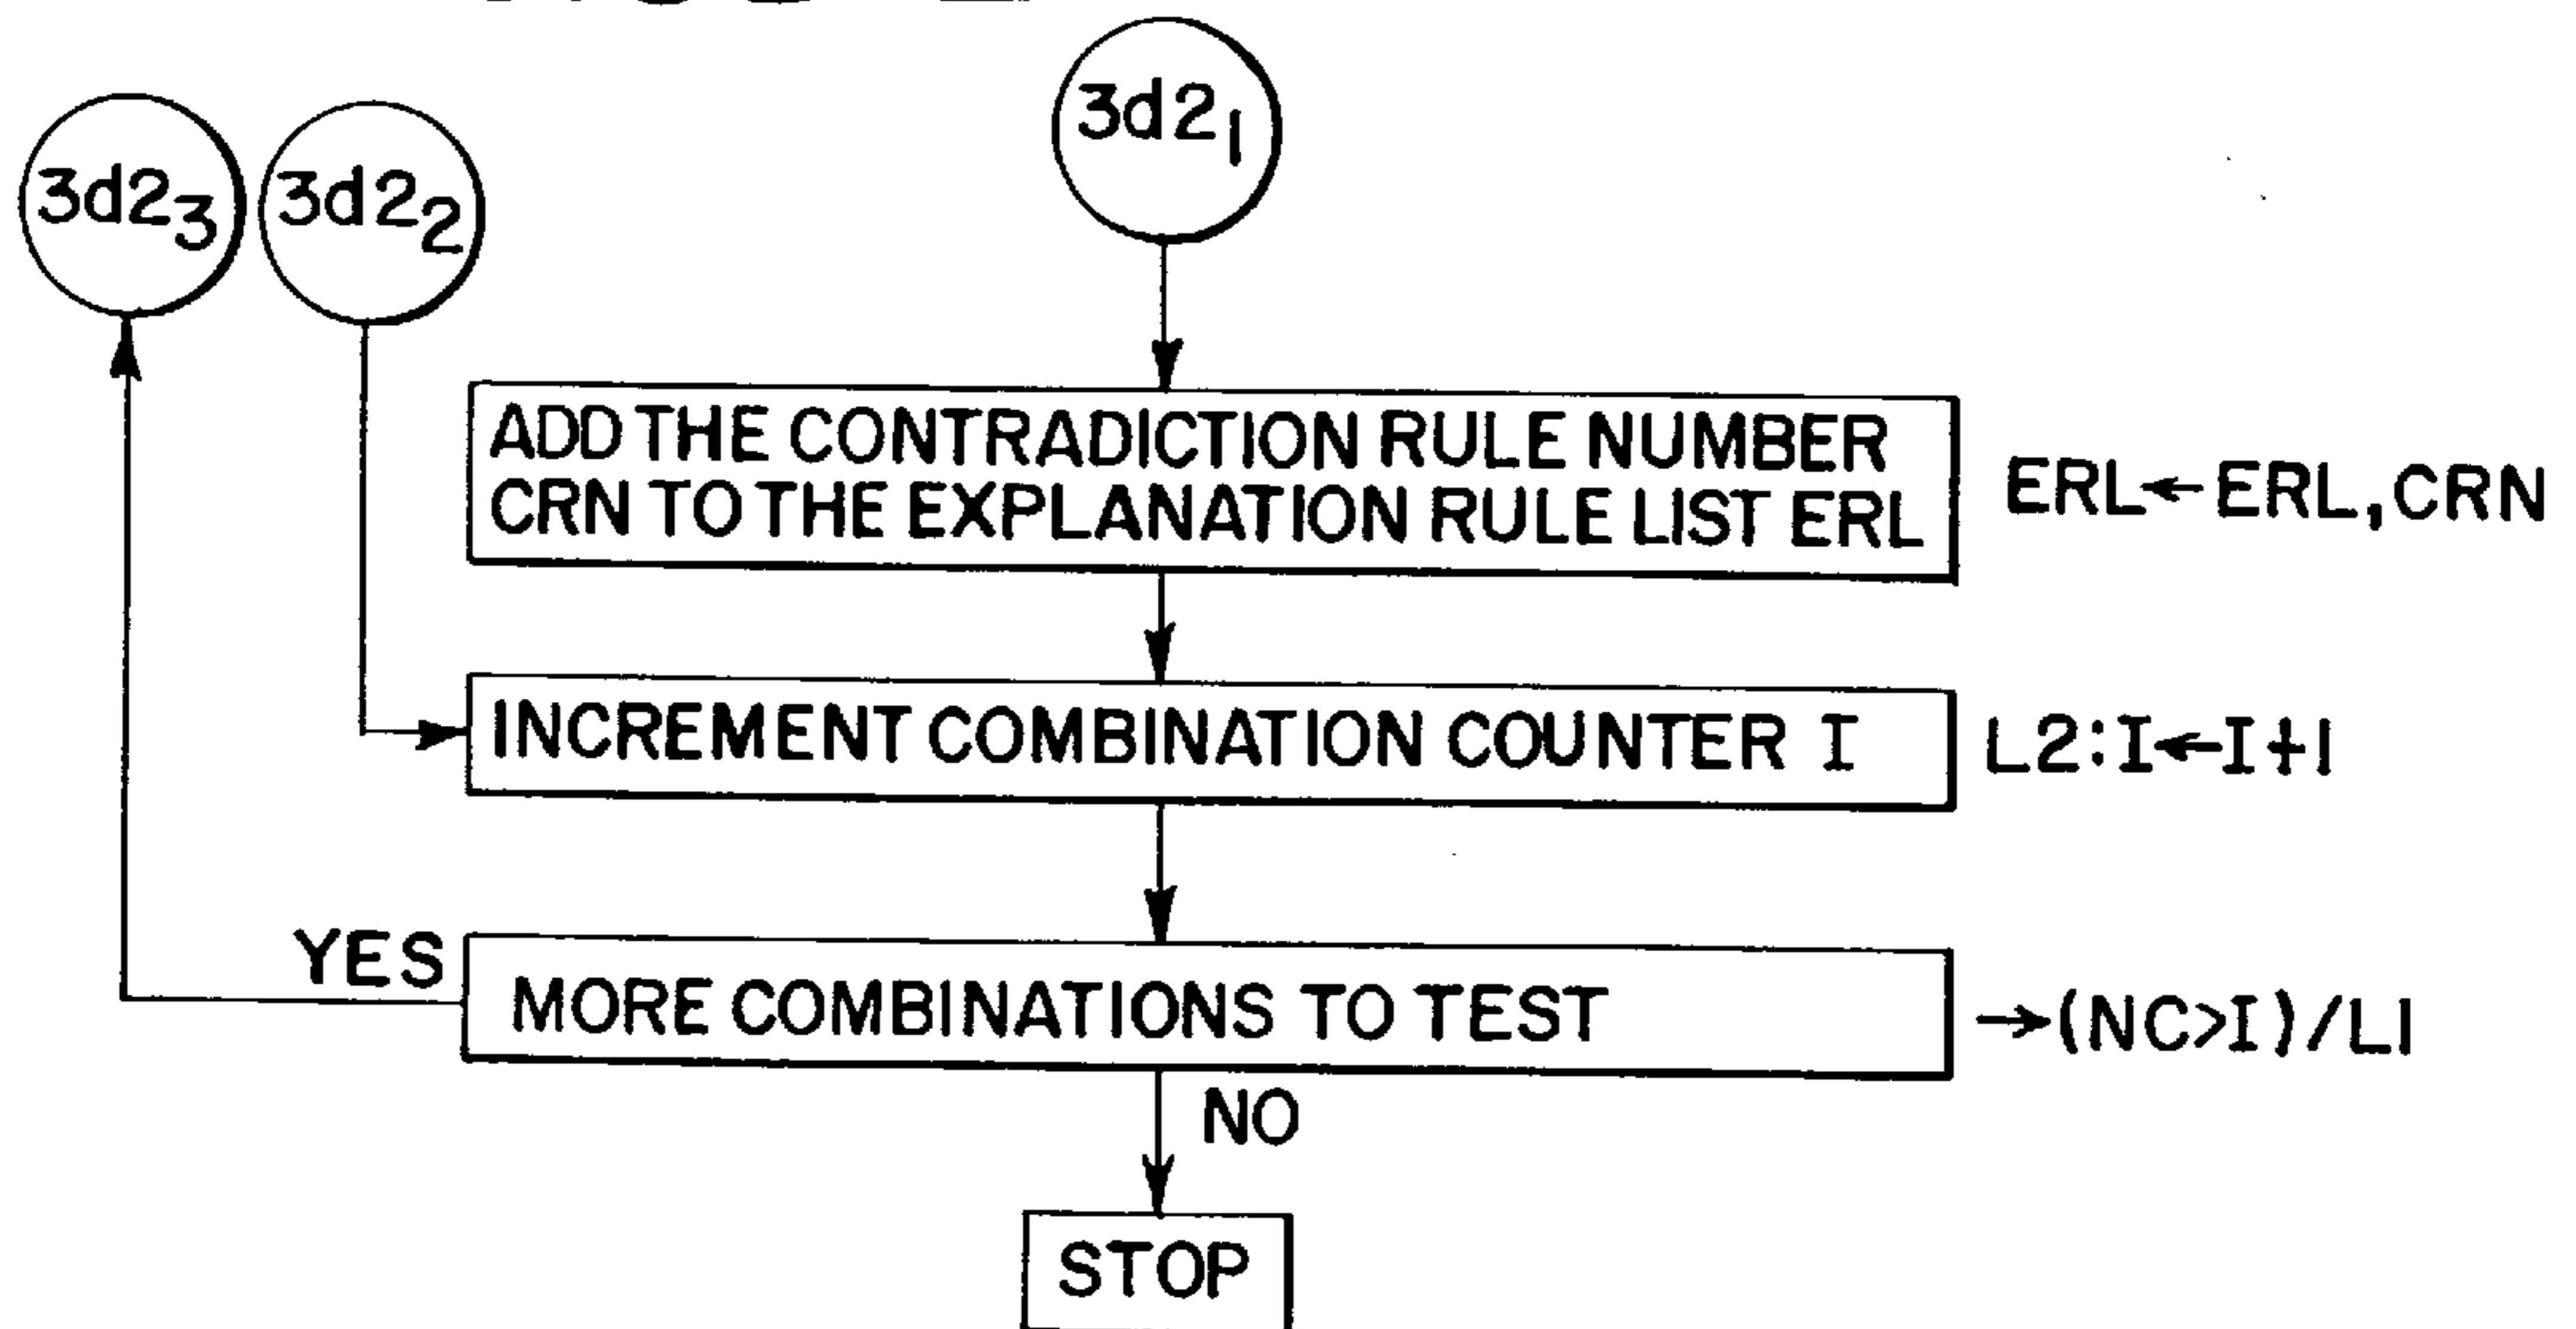 3d2₁
3d2₃
3d2₂
ADD THE CONTRADICTION RULE NUMBER
CRN TO THE EXPLANATION RULE LIST ERL
ERL←ERL,CRN
INCREMENT COMBINATION COUNTER I
L2:I←I+1
YES
MORE COMBINATIONS TO TEST
→(NC>I)/L1
NO
STOP